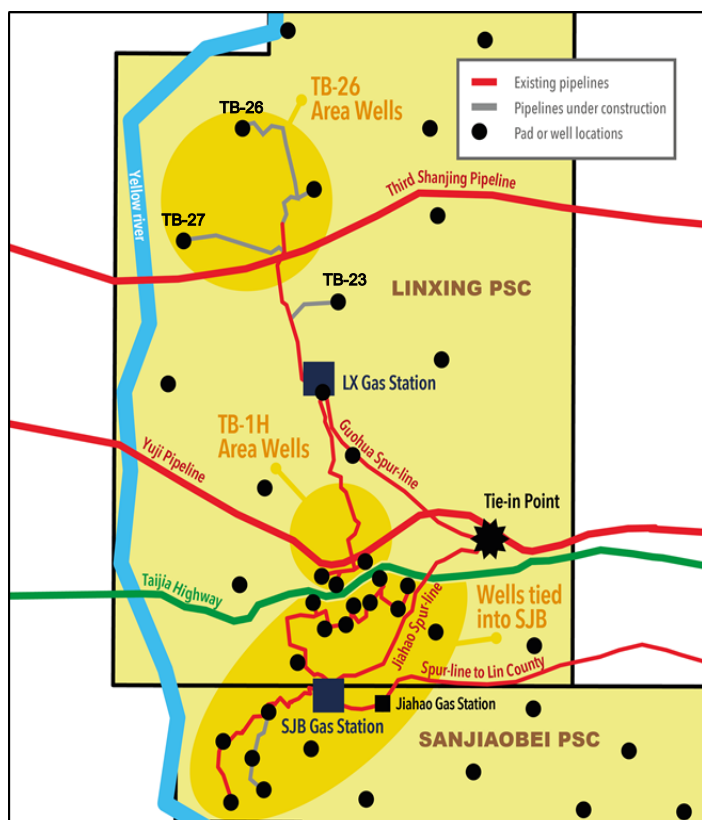 TB-26
Area Wells
TB-26
Existing pipelines
Pipelines under construction
Pad or well locations
Yellow river
Third Shanjing Pipeline
TB-27
TB-23
LINXING PSC
LX Gas Station
TB-1H
Area Wells
Guohua Spur-line
Yuji Pipeline
Tie-in Point
Taijia Highway
Wells tied
into SJB
Jiahao Spur-line
Spur-line to Lin County
Jiahao Gas Station
SJB Gas Station
SANJIAOBEI PSC